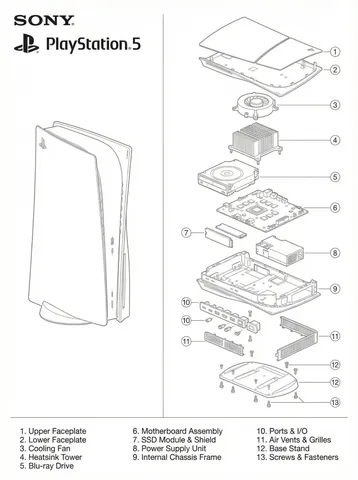 SONY
PlayStation.5
1
2
3
4
5
6
7
8
9
10
10
11
11
12
12
13
1. Upper Faceplate
2. Lower Faceplate
3. Cooling Fan
4. Heatsink Tower
5. Blu-ray Drive
6. Motherboard Assembly
7. SSD Module & Shield
8. Power Supply Unit
9. Internal Chassis Frame
10. Ports & I/O
11. Air Vents & Grilles
12. Base Stand
13. Screws & Fasteners